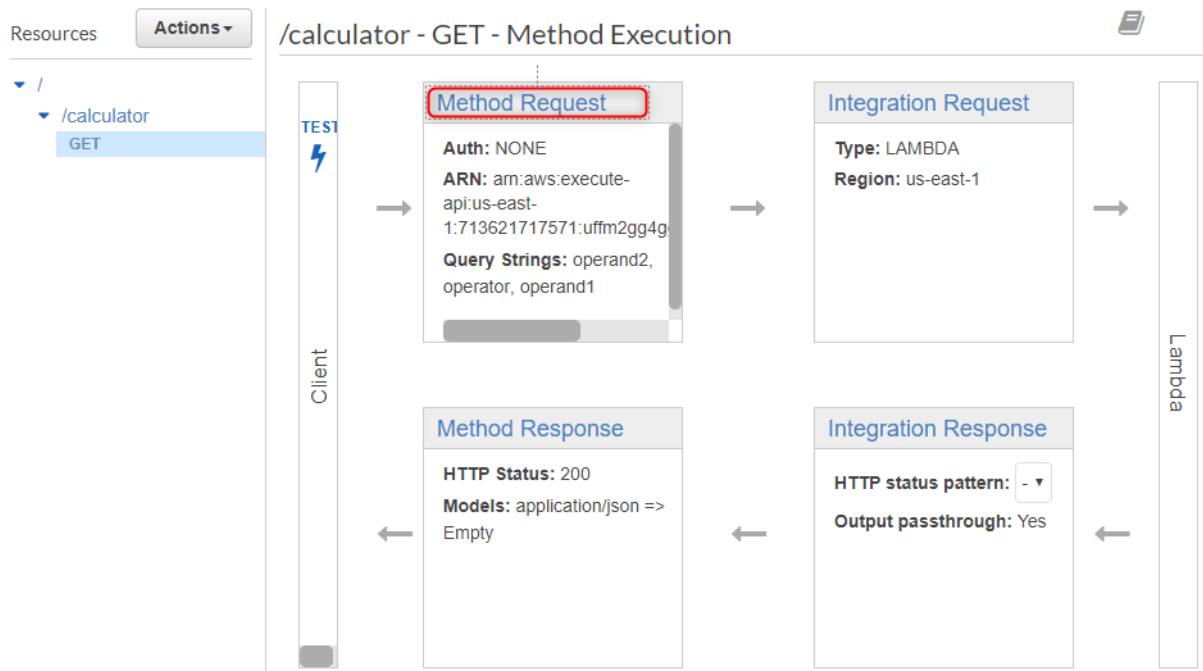 Resources
Actions
/calculator - GET - Method Execution
/
/calculator
GET
TEST
Client
Method Request
Auth: NONE
ARN: arn:aws:execute-
api:us-east-
1:713621717571:uffm2gg4g
Query Strings: operand2,
operator, operand1
Integration Request
Type: LAMBDA
Region: us-east-1
Lambda
Method Response
HTTP Status: 200
Models: application/json =>
Empty
Integration Response
HTTP status pattern: -
Output passthrough: Yes